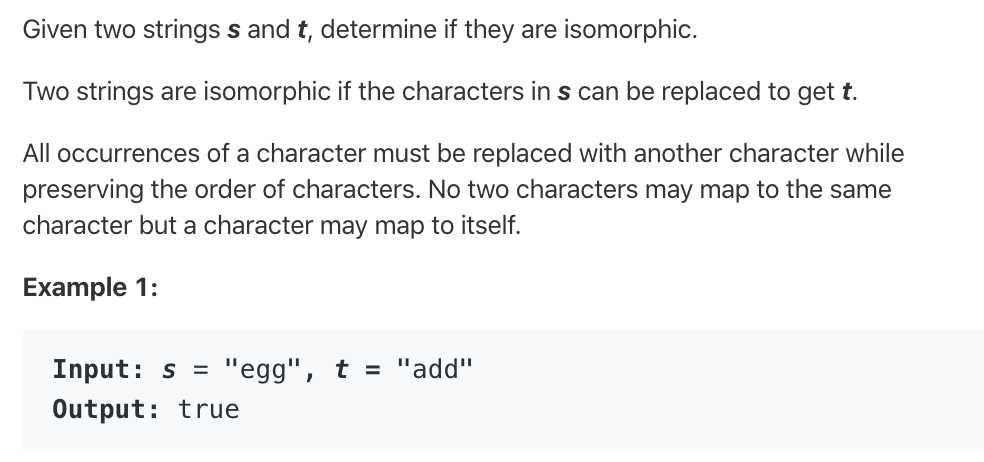 Given two strings s and t, determine if they are isomorphic.
Two strings are isomorphic if the characters in s can be replaced to get t.
All occurrences of a character must be replaced with another character while
preserving the order of characters. No two characters may map to the same
character but a character may map to itself.
Example 1:
Input: s = "egg", t = "add"
Output: true